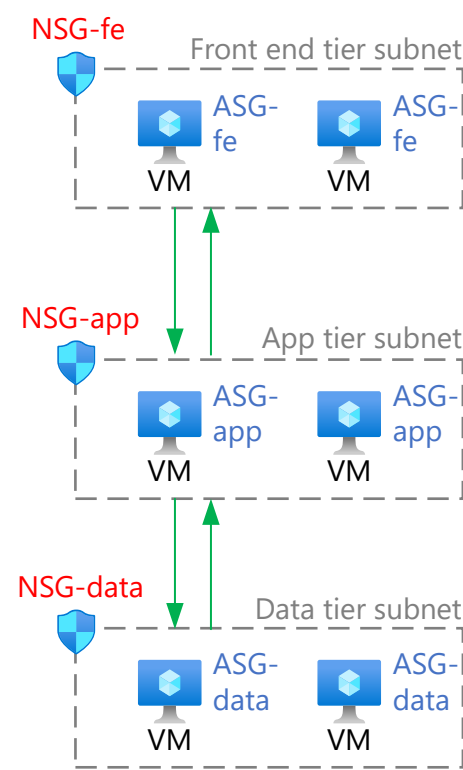 NSG-fe
Front end tier subnet
ASG-
fe
VM
ASG-
fe
VM
NSG-app
App tier subnet
ASG-
app
VM
ASG-
app
VM
NSG-data
Data tier subnet
ASG-
data
VM
ASG-
data
VM